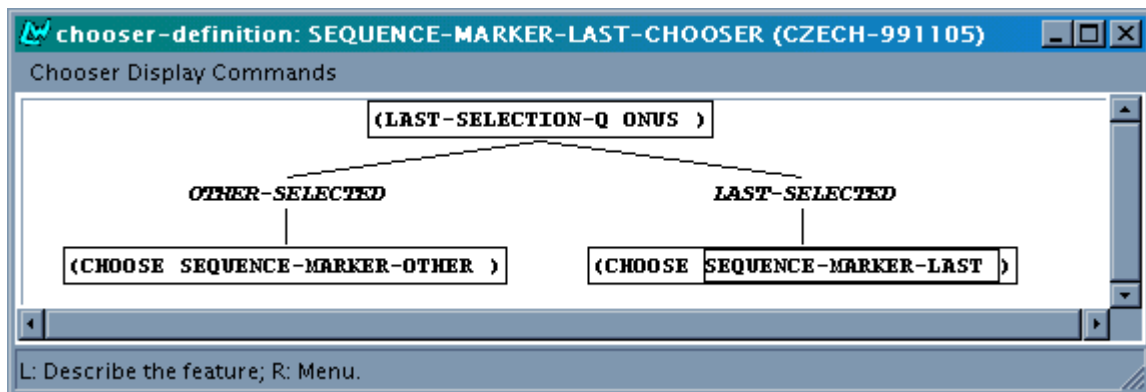 chooser-definition: SEQUENCE-MARKER-LAST-CHOOSER (CZECH-991105)
Chooser Display Commands
(LAST-SELECTION-Q ONUS )
OTHER-SELECTED LAST-SELECTED
(CHOOSE SEQUENCE-MARKER-OTHER ) (CHOOSE SEQUENCE-MARKER-LAST )
L: Describe the feature; R: Menu.